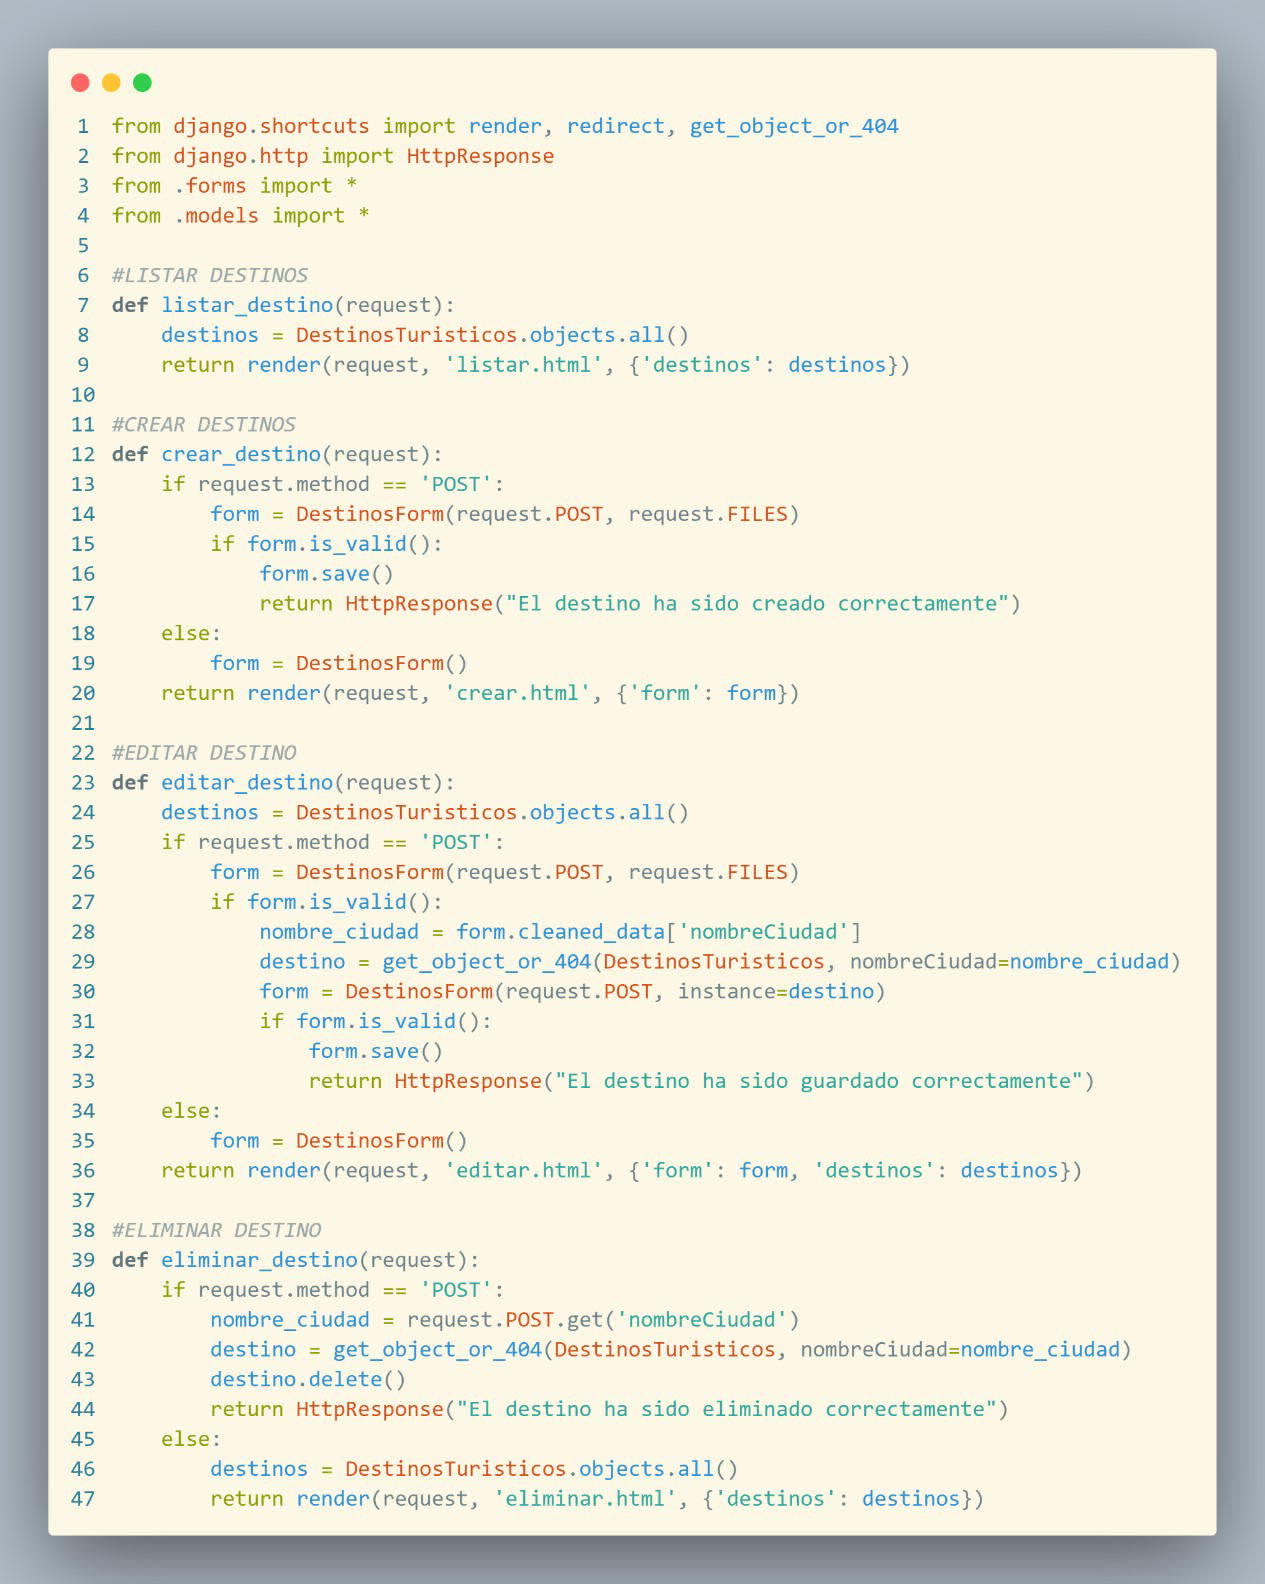 1 from django.shortcuts import render, redirect, get_object_or_404
2 from django.http import HttpResponse
3 from .forms import *
4 from .models import *
5
6 #LISTAR DESTINOS
7 def listar_destino(request):
8     destinos = DestinosTuristicos.objects.all()
9     return render(request, 'listar.html', {'destinos': destinos})
10
11 #CREAR DESTINOS
12 def crear_destino(request):
13     if request.method == 'POST':
14         form = DestinosForm(request.POST, request.FILES)
15         if form.is_valid():
16             form.save()
17             return HttpResponse("El destino ha sido creado correctamente")
18     else:
19         form = DestinosForm()
20     return render(request, 'crear.html', {'form': form})
21
22 #EDITAR DESTINO
23 def editar_destino(request):
24     destinos = DestinosTuristicos.objects.all()
25     if request.method == 'POST':
26         form = DestinosForm(request.POST, request.FILES)
27         if form.is_valid():
28             nombre_ciudad = form.cleaned_data['nombreCiudad']
29             destino = get_object_or_404(DestinosTuristicos, nombreCiudad=nombre_ciudad)
30             form = DestinosForm(request.POST, instance=destino)
31             if form.is_valid():
32                 form.save()
33                 return HttpResponse("El destino ha sido guardado correctamente")
34     else:
35         form = DestinosForm()
36     return render(request, 'editar.html', {'form': form, 'destinos': destinos})
37
38 #ELIMINAR DESTINO
39 def eliminar_destino(request):
40     if request.method == 'POST':
41         nombre_ciudad = request.POST.get('nombreCiudad')
42         destino = get_object_or_404(DestinosTuristicos, nombreCiudad=nombre_ciudad)
43         destino.delete()
44         return HttpResponse("El destino ha sido eliminado correctamente")
45     else:
46         destinos = DestinosTuristicos.objects.all()
47         return render(request, 'eliminar.html', {'destinos': destinos})